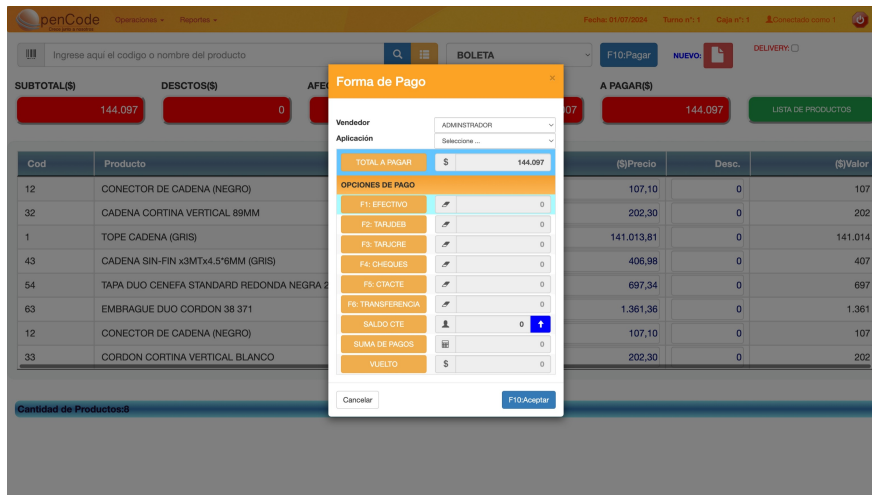 penCode
Operaciones
Reportes
Fecha: 01/07/2024
Turno n°: 1
Caja n°: 1
Conectado como 1
Ingrese aqui el codigo o nombre del producto
BOLETA
F10:Pagar
NUEVO:
DELIVERY:
SUBTOTAL($)
DESCTOS($)
A PAGAR($)
144.097
0
144.097
LISTA DE PRODUCTOS
Forma de Pago
×
Vendedor
ADMINSTRADOR
Aplicación
Seleccione ...
TOTAL A PAGAR
$
144.097
OPCIONES DE PAGO
F1: EFECTIVO
0
F2: TARJDEB
0
F3: TARJCRE
0
F4: CHEQUES
0
F5: CTACTE
0
F6: TRANSFERENCIA
0
SALDO CTE
0
SUMA DE PAGOS
0
VUELTO
$
0
Cancelar
F10:Aceptar
Cod Producto ($)Precio Desc. ($)Valor
12 CONECTOR DE CADENA (NEGRO) 107,10 0 107
32 CADENA CORTINA VERTICAL 89MM 202,30 0 202
1 TOPE CADENA (GRIS) 141.013,81 0 141.014
43 CADENA SIN-FIN x3MTx4.5*6MM (GRIS) 406,98 0 407
54 TAPA DUO CENEFA STANDARD REDONDA NEGRA 697,34 0 697
63 EMBRAGUE DUO CORDON 38 371 1.361,36 0 1.361
12 CONECTOR DE CADENA (NEGRO) 107,10 0 107
33 CORDON CORTINA VERTICAL BLANCO 202,30 0 202
Cantidad de Productos:8